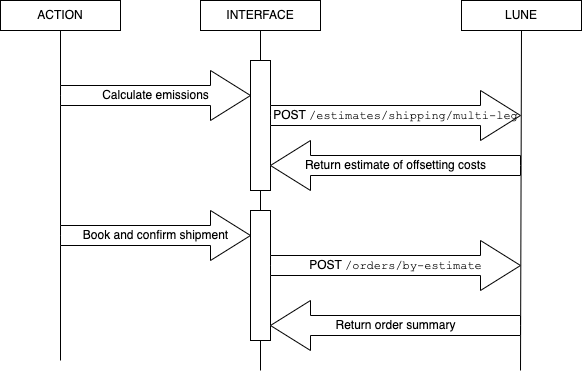 ACTION
INTERFACE
LUNE
Calculate emissions
POST /estimates/shipping/multi-leg
Return estimate of offsetting costs
Book and confirm shipment
POST /orders/by-estimate
Return order summary